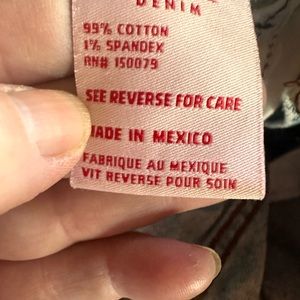 DENIM
99% COTTON
1% SPANDEX
RN# 150079
SEE REVERSE FOR CARE
MADE IN MEXICO
FABRIQUE AU MEXIQUE
VIT REVERSE POUR SOIN